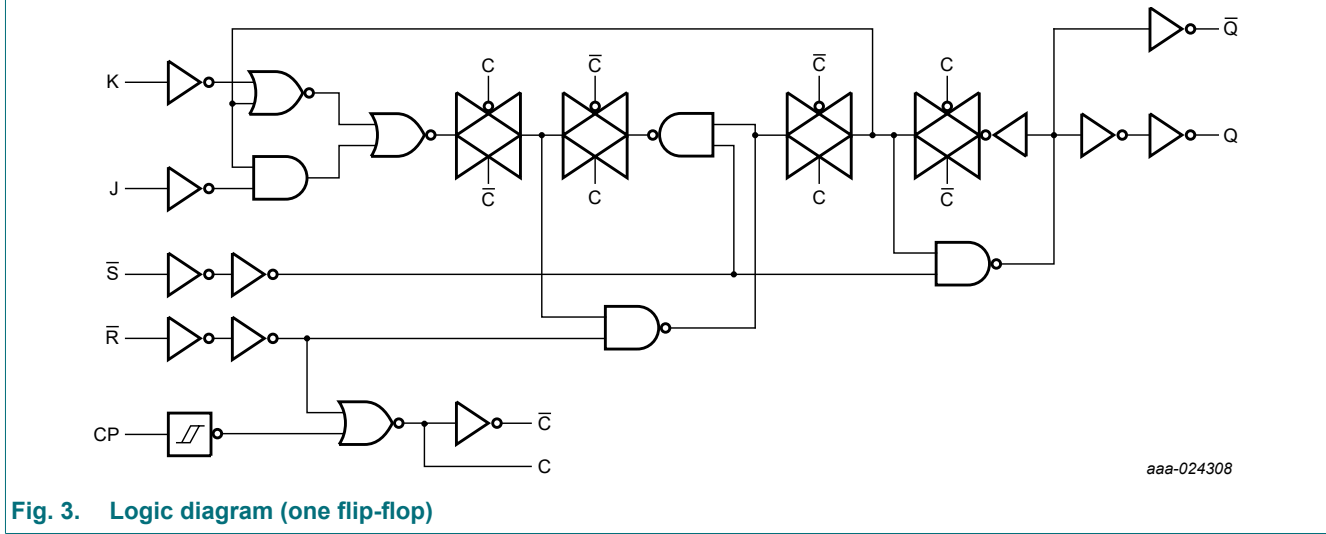 Q̅
C C̅ C̅ C
K
Q
J
C̅ C C C̅
S̅
R̅
C̅
CP
C
aaa-024308
Fig. 3. Logic diagram (one flip-flop)